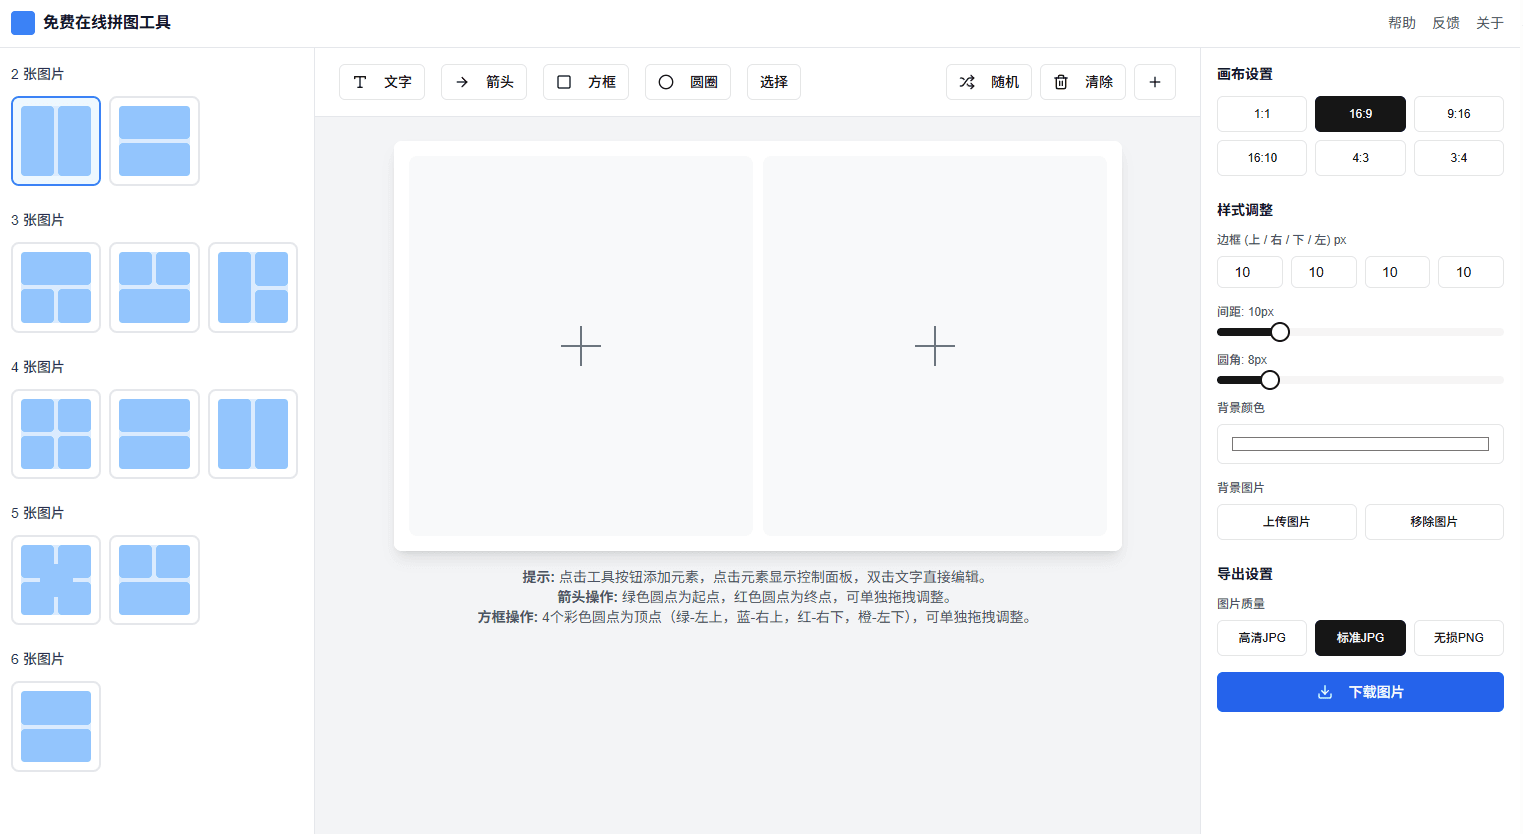 免费在线拼图工具
帮助 反馈 关于
2 张图片
3 张图片
4 张图片
5 张图片
6 张图片
文字 箭头 方框 圆圈 选择 随机 清除
提示: 点击工具按钮添加元素，点击元素显示控制面板，双击文字直接编辑。
箭头操作: 绿色圆点为起点，红色圆点为终点，可单独拖拽调整。
方框操作: 4个彩色圆点为顶点（绿-左上，蓝-右上，红-右下，橙-左下），可单独拖拽调整。
画布设置
1:1 16:9 9:16
16:10 4:3 3:4
样式调整
边框 (上 / 右 / 下 / 左) px
10 10 10 10
间距: 10px
圆角: 8px
背景颜色
背景图片
上传图片 移除图片
导出设置
图片质量
高清JPG 标准JPG 无损PNG
下载图片